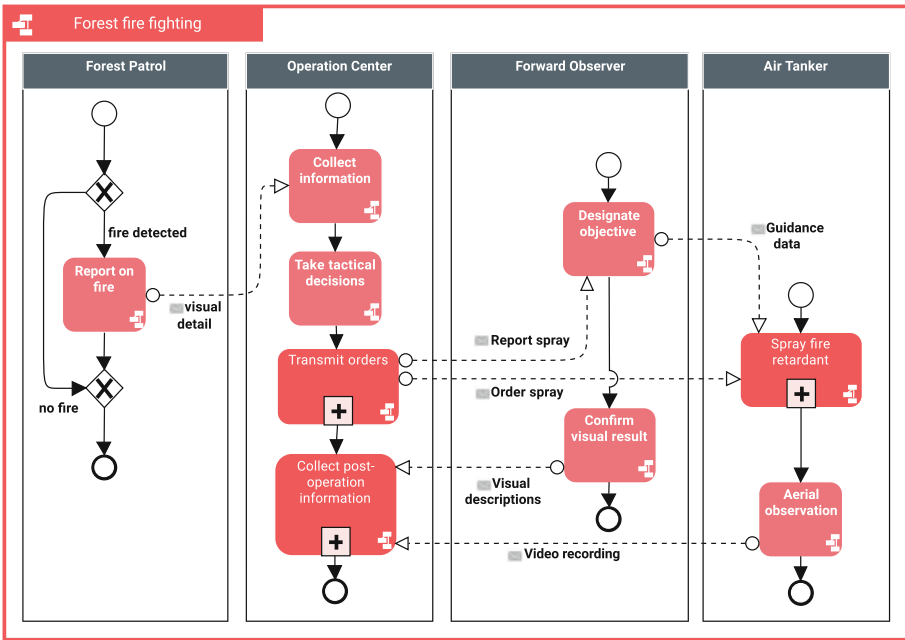 Forest fire fighting
Forest Patrol
Operation Center
Forward Observer
Air Tanker
Collect
information
fire detected
Report on
fire
visual
detail
no fire
Take tactical
decisions
Transmit orders
Collect post-
operation
information
Designate
objective
Guidance
data
Report spray
Order spray
Spray fire
retardant
Confirm
visual result
Visual
descriptions
Aerial
observation
Video recording